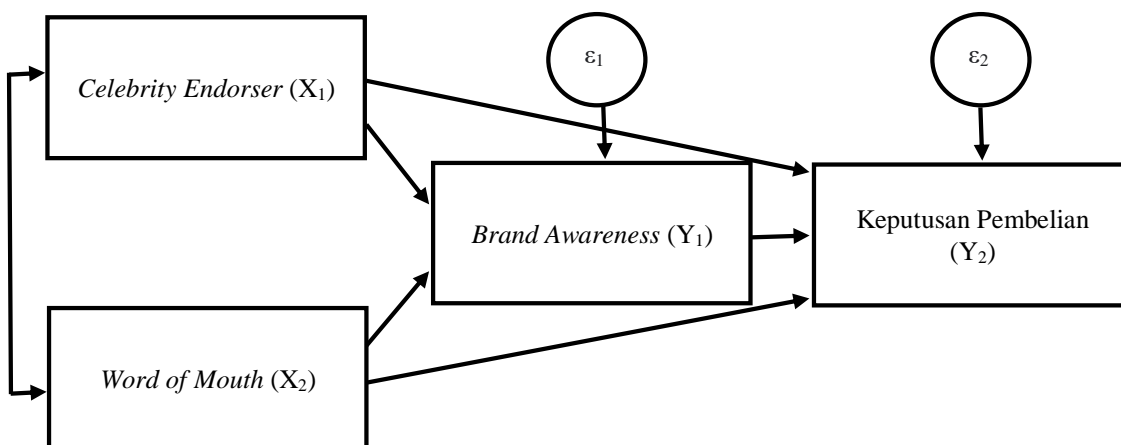 Celebrity Endorser (X₁)
ε₁
ε₂
Brand Awareness (Y₁)
Keputusan Pembelian
(Y₂)
Word of Mouth (X₂)